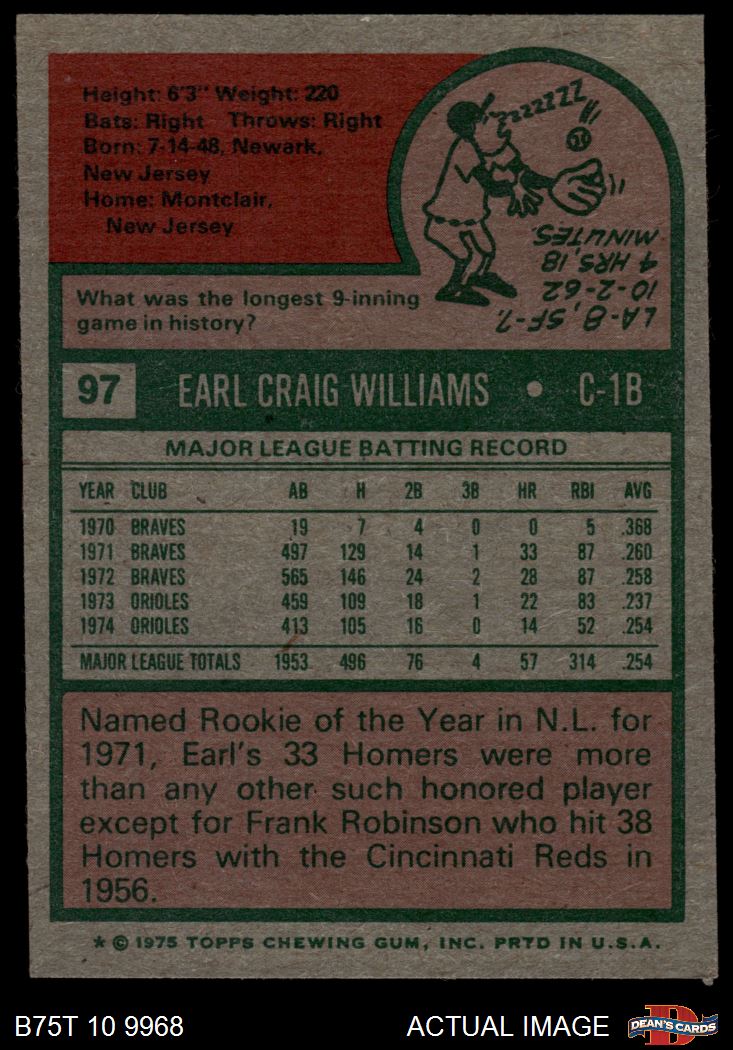 Height: 6'3" Weight: 220
Bats: Right Throws: Right
Born: 7-14-48, Newark,
New Jersey
Home: Montclair,
New Jersey
ZZZZZZZ
What was the longest 9-inning
game in history?
LA-8, SF-7.
10-2-62
4 HRS, 18
MINUTES.
97 EARL CRAIG WILLIAMS • C-1B
MAJOR LEAGUE BATTING RECORD
YEAR CLUB AB H 2B 3B HR RBI AVG
1970 BRAVES 19 7 4 0 0 5 .368
1971 BRAVES 497 129 14 1 33 87 .260
1972 BRAVES 565 146 24 2 28 87 .258
1973 ORIOLES 459 109 18 1 22 83 .237
1974 ORIOLES 413 105 16 0 14 52 .254
MAJOR LEAGUE TOTALS 1953 496 76 4 57 314 .254
Named Rookie of the Year in N.L. for
1971, Earl's 33 Homers were more
than any other such honored player
except for Frank Robinson who hit 38
Homers with the Cincinnati Reds in
1956.
* © 1975 TOPPS CHEWING GUM, INC. PRTD IN U.S.A.
B75T 10 9968 ACTUAL IMAGE DEAN'S CARDS